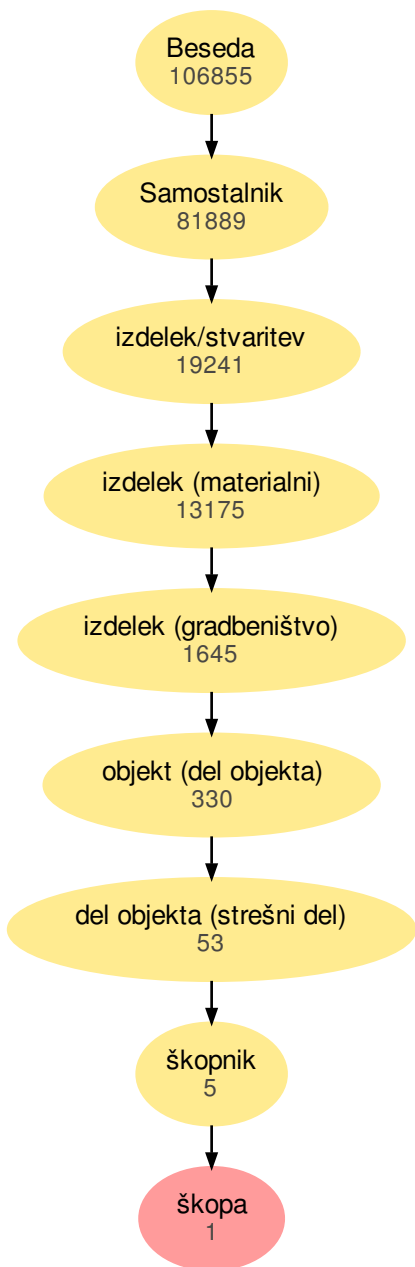 Beseda
106855
Samostalnik
81889
izdelek/stvaritev
19241
izdelek (materialni)
13175
izdelek (gradbeništvo)
1645
objekt (del objekta)
330
del objekta (strešni del)
53
škopnik
5
škopa
1